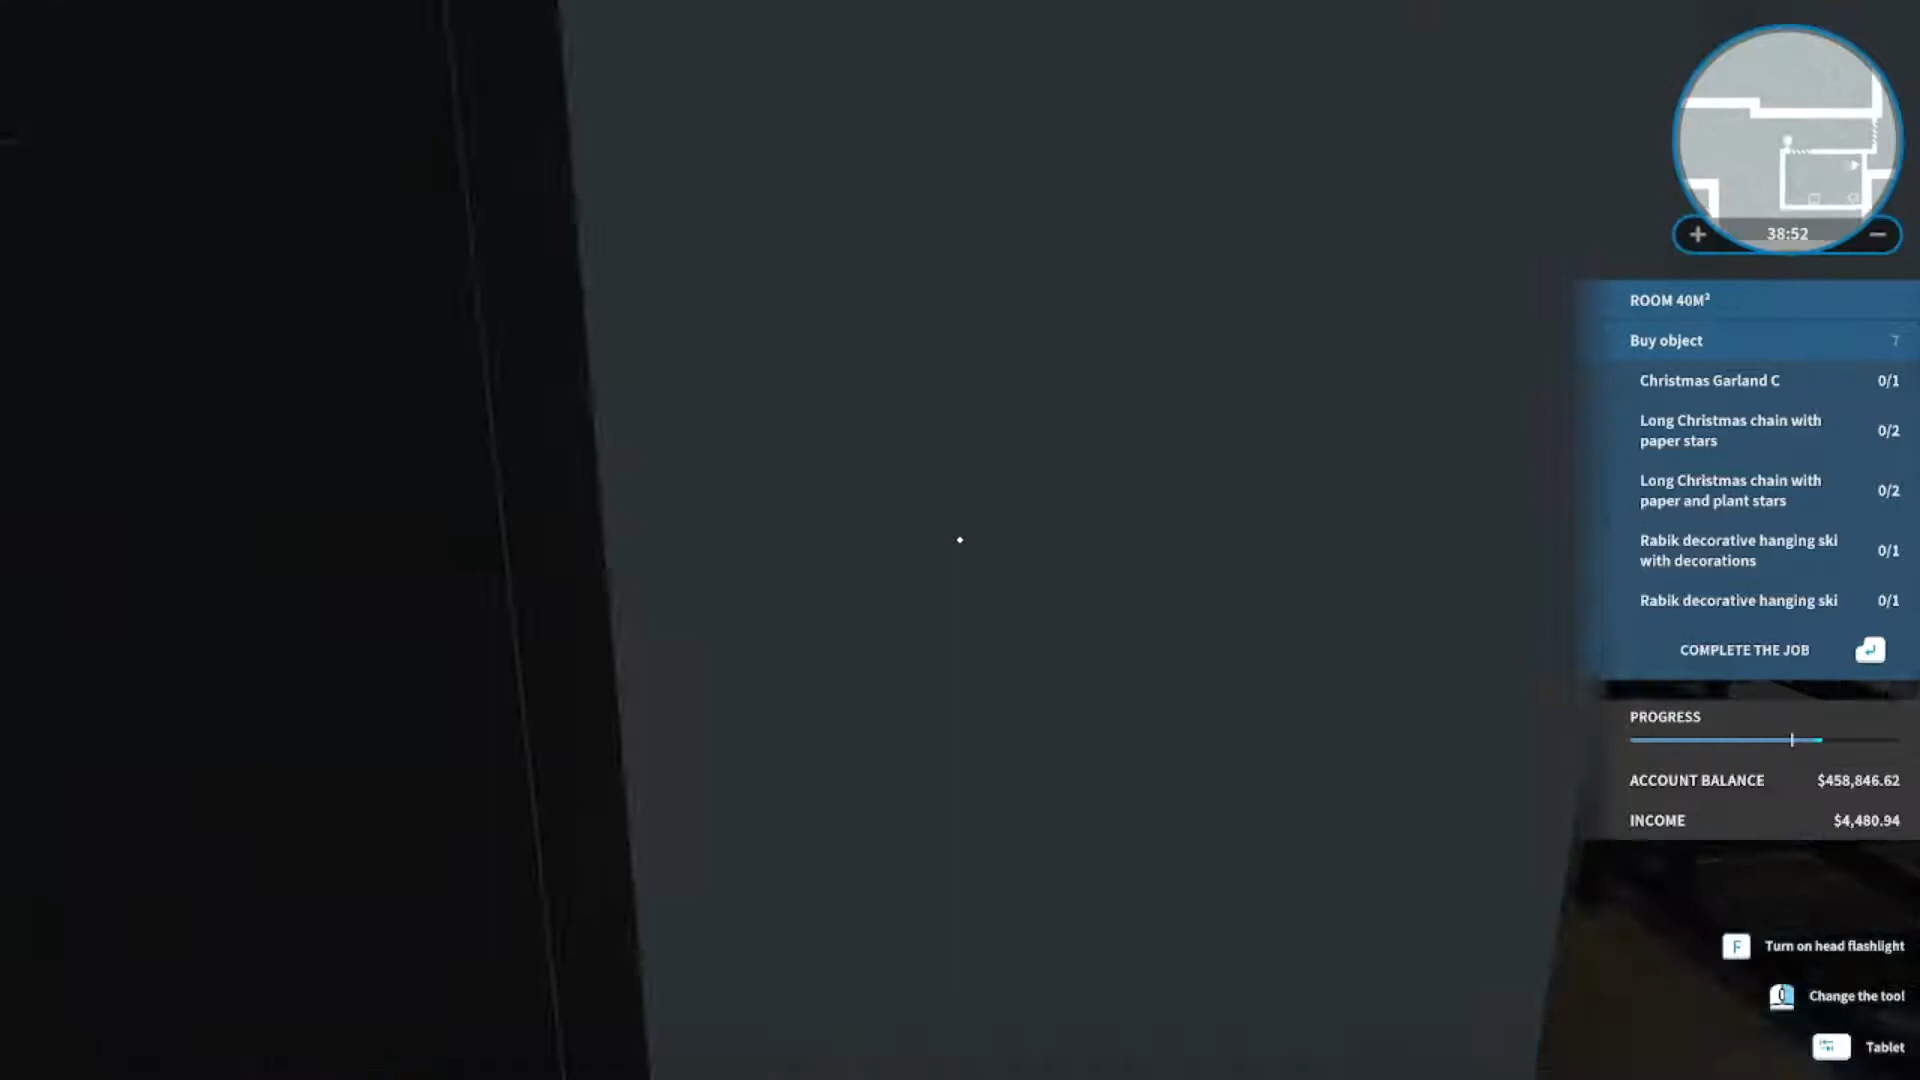 38:52
ROOM 40M²
Buy object 7
Christmas Garland C 0/1
Long Christmas chain with
paper stars 0/2
Long Christmas chain with
paper and plant stars 0/2
Rabik decorative hanging ski
with decorations 0/1
Rabik decorative hanging ski 0/1
COMPLETE THE JOB
PROGRESS
ACCOUNT BALANCE $458,846.62
INCOME $4,480.94
F Turn on head flashlight
Change the tool
Tablet